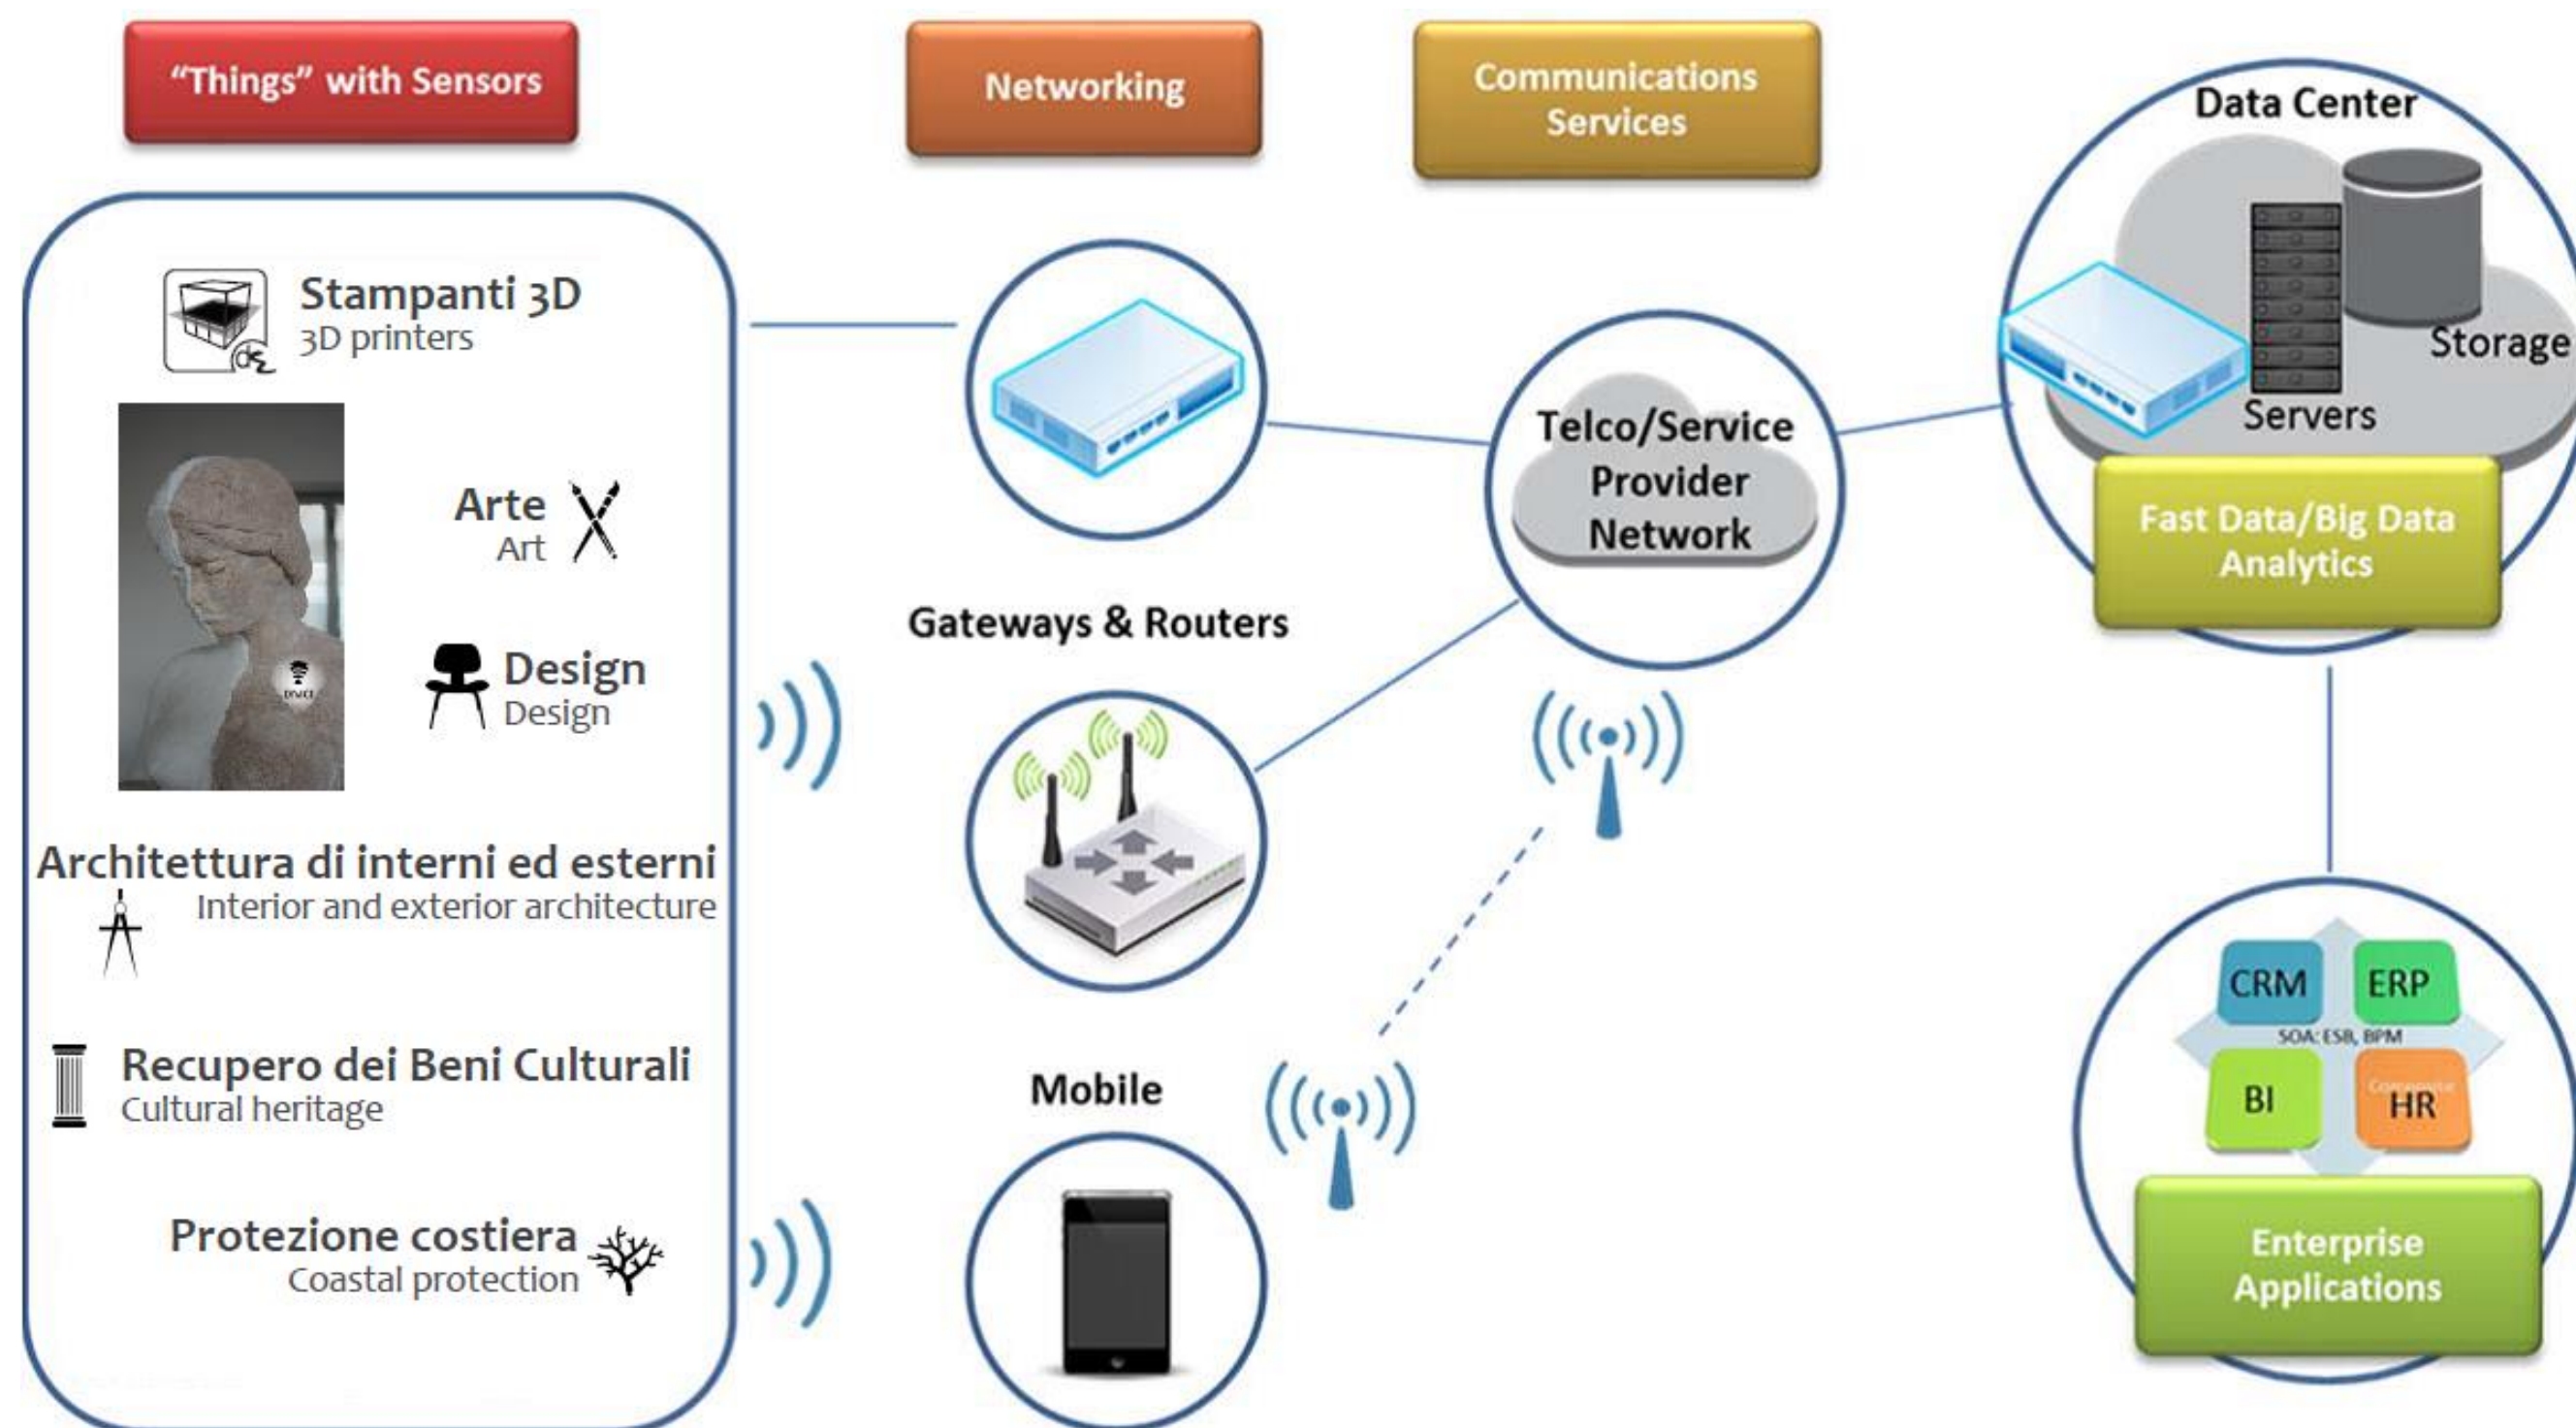 “Things” with Sensors
Networking
Communications
Services
Data Center
Storage
Servers
Fast Data/Big Data
Analytics
Stampanti 3D
3D printers
Arte
Art
Design
Design
Architettura di interni ed esterni
Interior and exterior architecture
Recupero dei Beni Culturali
Cultural heritage
Protezione costiera
Coastal protection
Gateways & Routers
Mobile
Telco/Service
Provider
Network
CRM
ERP
SOA: ESB, BPM
BI
HR
Enterprise
Applications